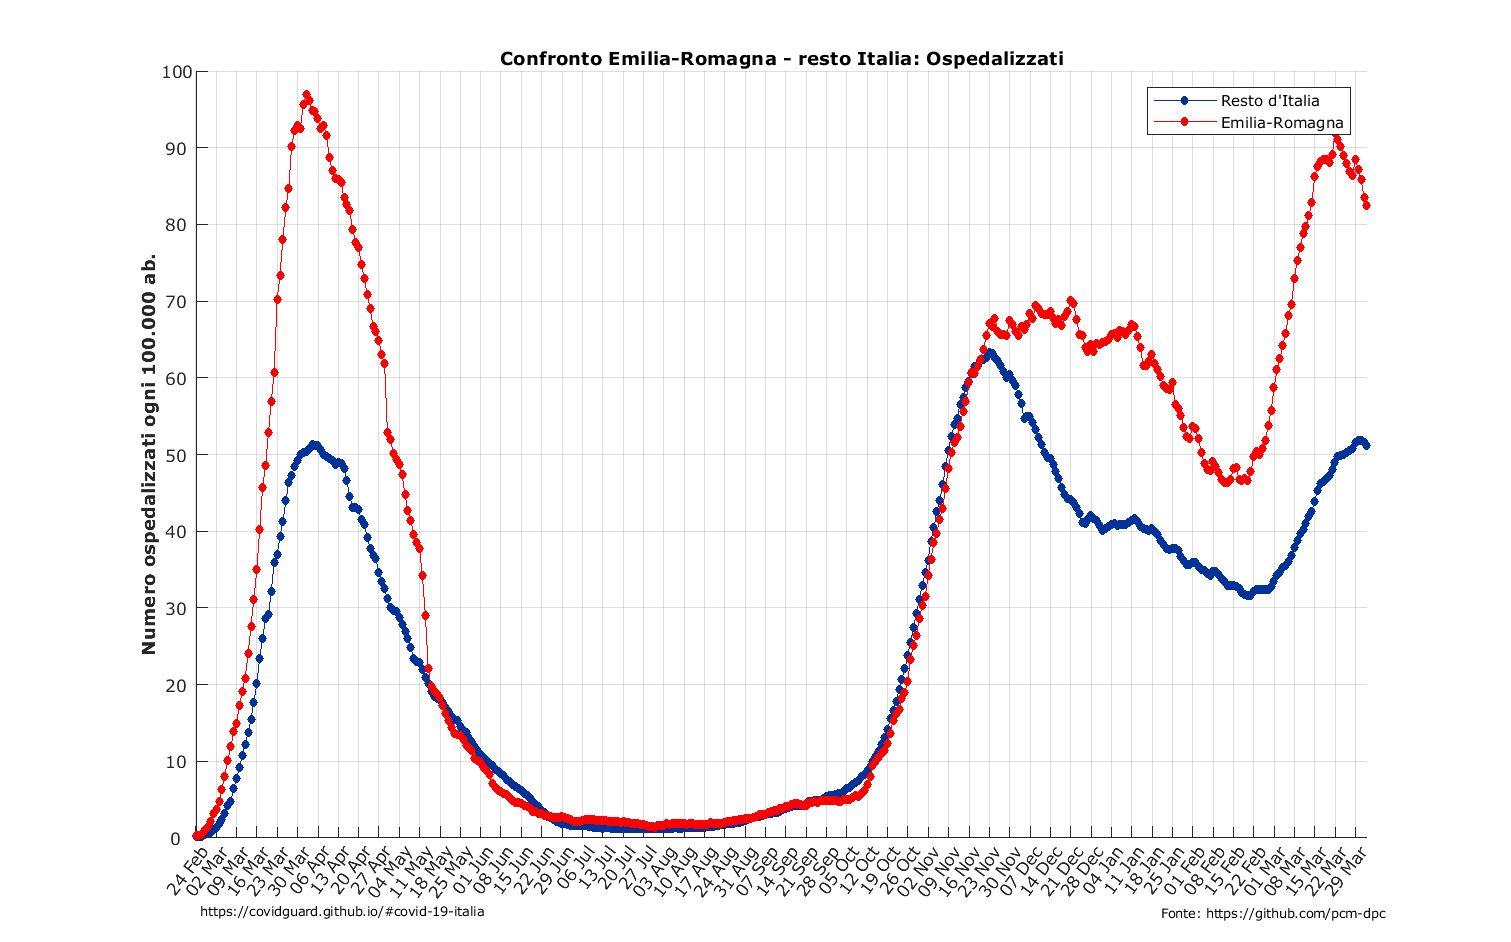 Confronto Emilia-Romagna - resto Italia: Ospedalizzati
Numero ospedalizzati ogni 100.000 ab.
100
90
80
70
60
50
40
30
20
10
0
Resto d'Italia
Emilia-Romagna
24 Feb
02 Mar
09 Mar
16 Mar
23 Mar
30 Mar
06 Apr
13 Apr
20 Apr
27 Apr
04 May
11 May
18 May
25 May
01 Jun
08 Jun
15 Jun
22 Jun
29 Jun
06 Jul
13 Jul
20 Jul
27 Jul
03 Aug
10 Aug
17 Aug
24 Aug
31 Aug
07 Sep
14 Sep
21 Sep
28 Sep
05 Oct
12 Oct
19 Oct
26 Oct
02 Nov
09 Nov
16 Nov
23 Nov
30 Nov
07 Dec
14 Dec
21 Dec
28 Dec
04 Jan
11 Jan
18 Jan
25 Jan
01 Feb
08 Feb
15 Feb
22 Feb
01 Mar
08 Mar
15 Mar
22 Mar
29 Mar
https://covidguard.github.io/#covid-19-italia
Fonte: https://github.com/pcm-dpc